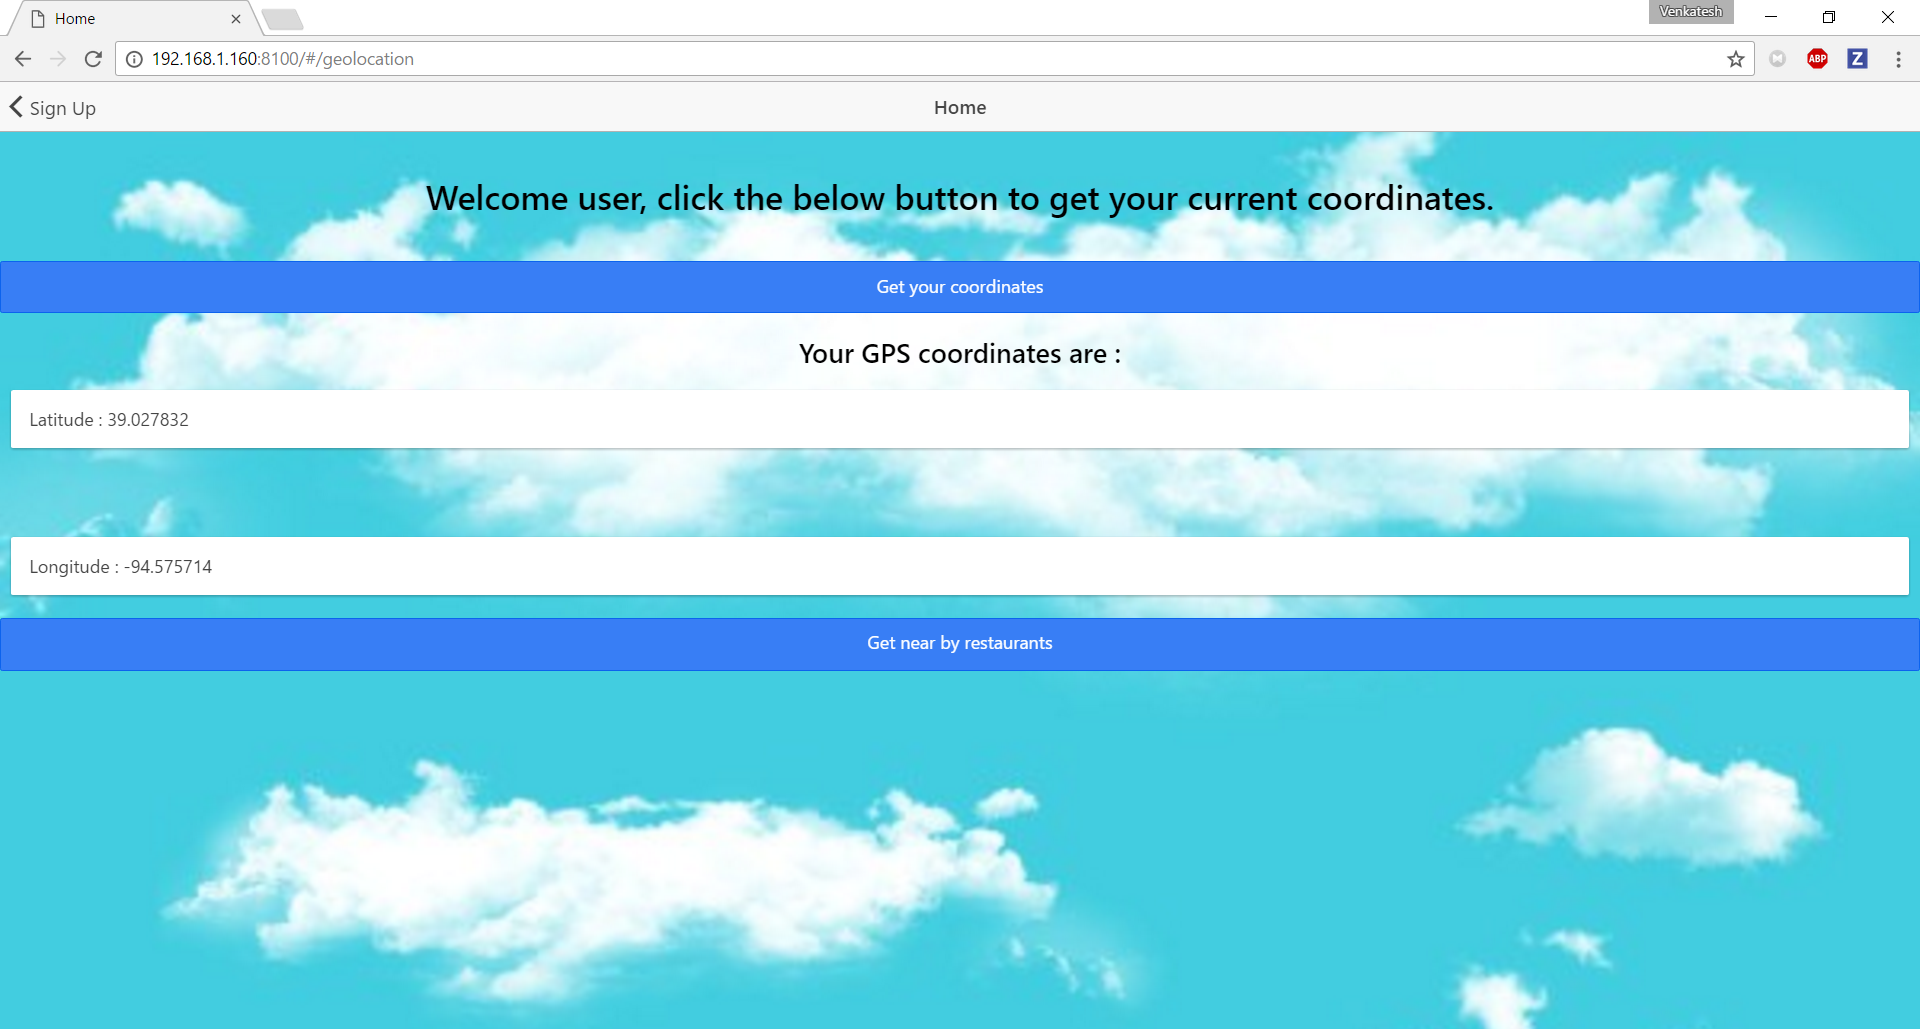 Home
Venkatesh
192.168.1.160:8100/#/geolocation
ABP
Z
Sign Up
Home
Welcome user, click the below button to get your current coordinates.
Get your coordinates
Your GPS coordinates are :
Latitude : 39.027832
Longitude : -94.575714
Get near by restaurants